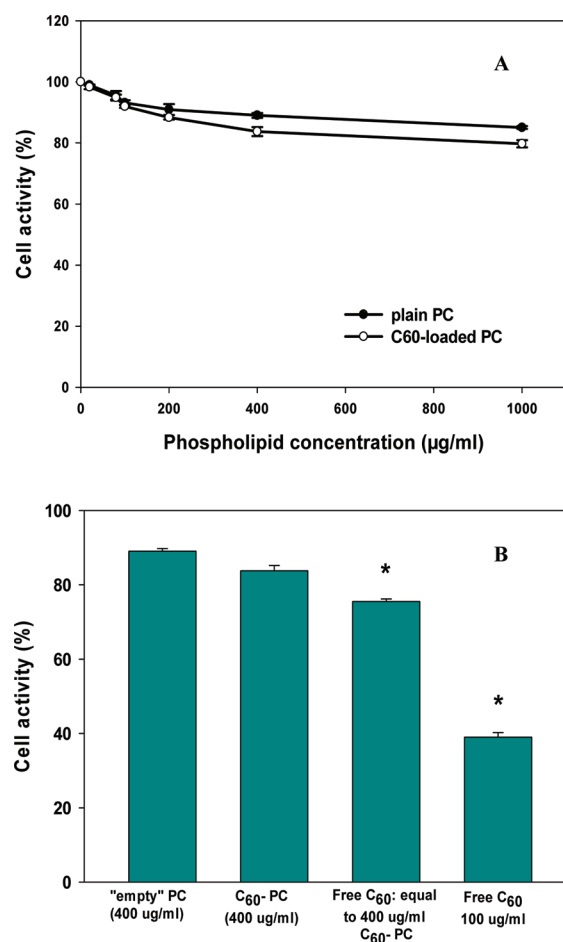 120
A
100
80
60
40
20
0
Cell activity (%)
plain PC
C60-loaded PC
0 200 400 600 800 1000
Phospholipid concentration (µg/ml)
100
B
80
60
40
20
0
Cell activity (%)
*
*
"empty" PC
(400 ug/ml)
C60- PC
(400 ug/ml)
Free C60: equal
to 400 ug/ml
C60- PC
Free C60
100 ug/ml